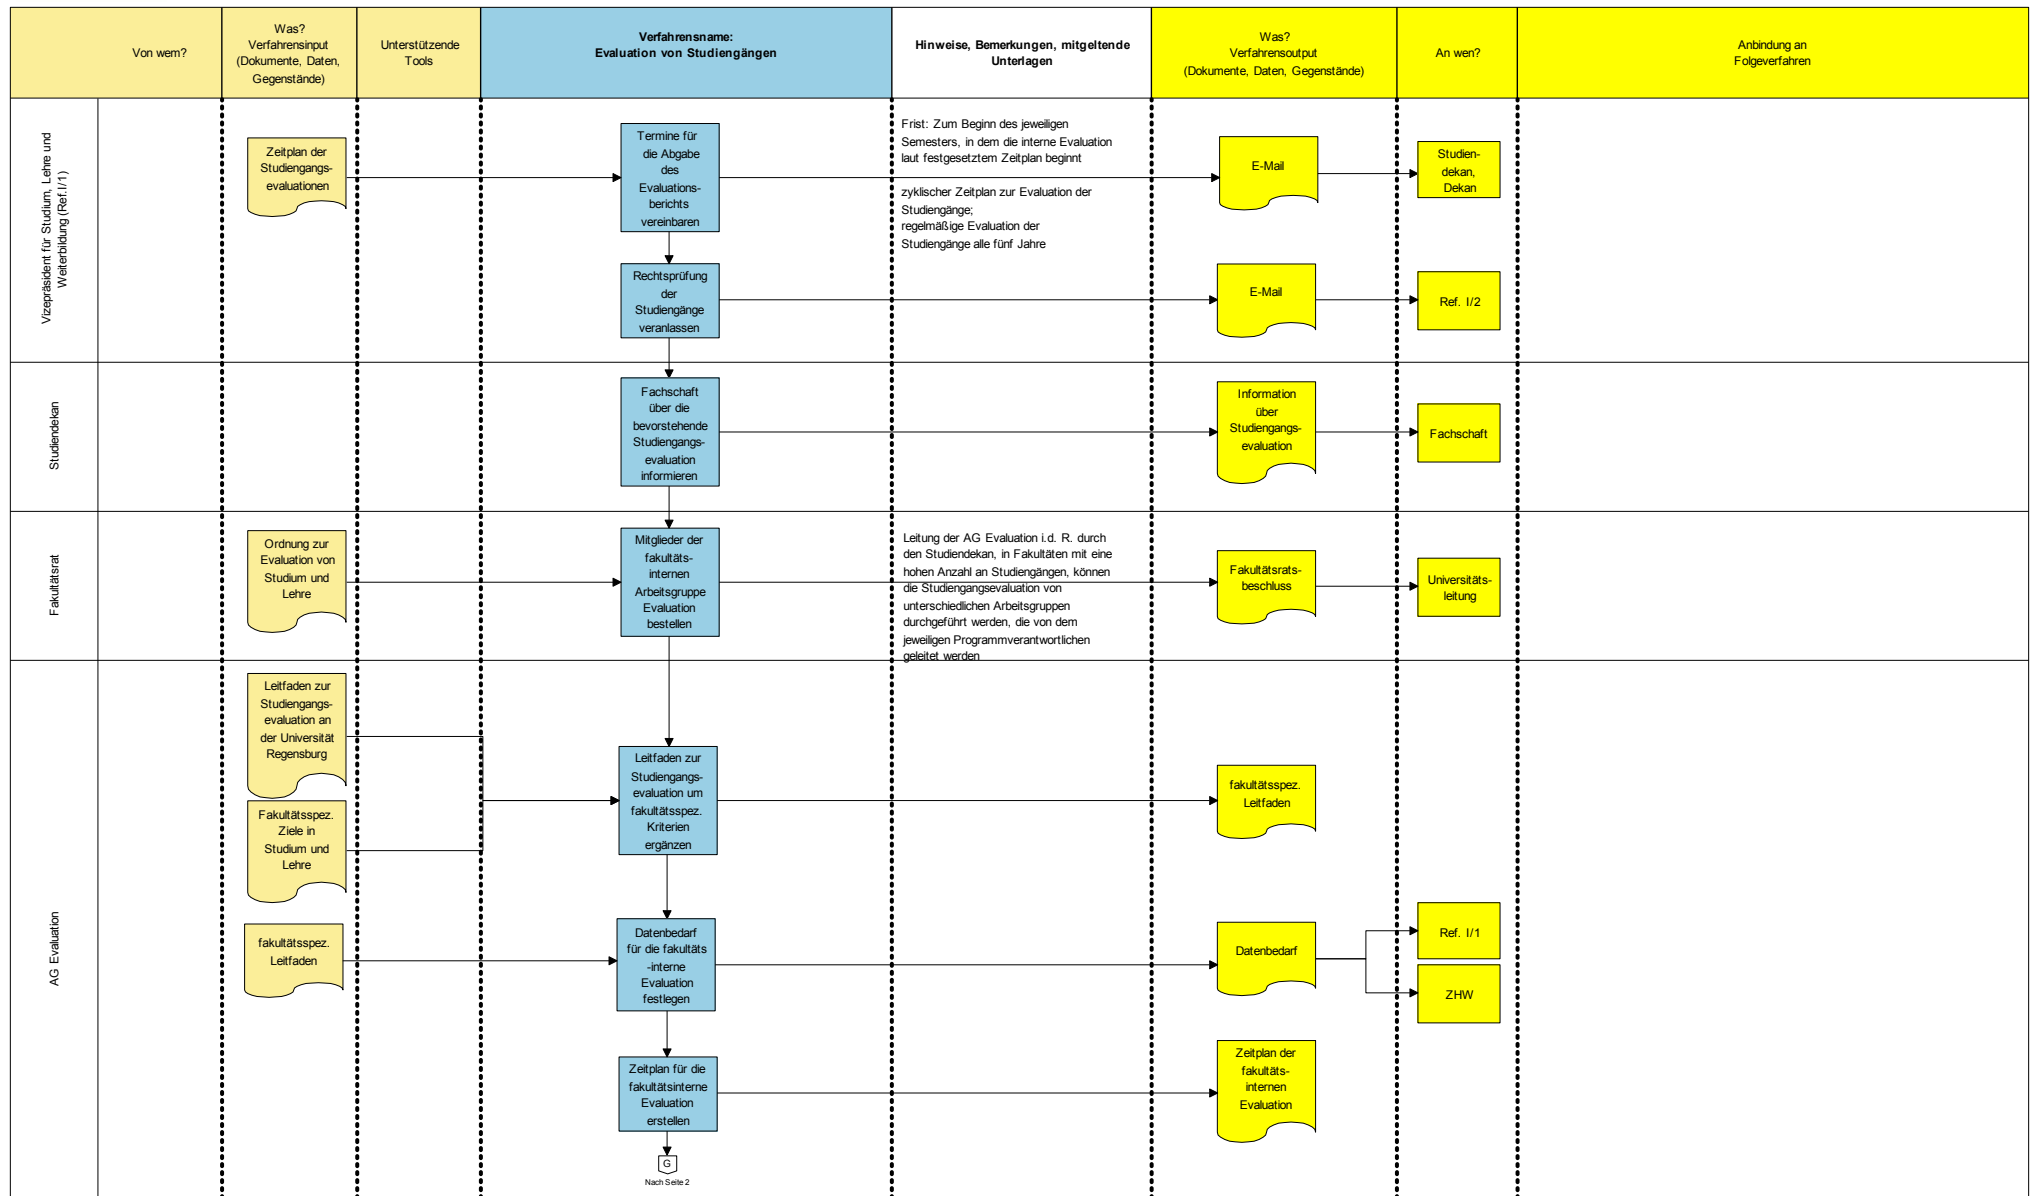 Von wem?
Was?
Verfahrensinput
(Dokumente, Daten,
Gegenstände)
Unterstützende
Tools
Verfahrensname:
Evaluation von Studiengängen
Hinweise, Bemerkungen, mitgeltende
Unterlagen
Was?
Verfahrensoutput
(Dokumente, Daten, Gegenstände)
An wen?
Anbindung an
Folgeverfahren
Vizepräsident für Studium, Lehre und
Weiterbildung (Ref.I/1)
Zeitplan der
Studiengangs-
evaluationen
Termine für
die Abgabe
des
Evaluations-
berichts
vereinbaren
Frist: Zum Beginn des jeweiligen
Semesters, in dem die interne Evaluation
laut festgesetztem Zeitplan beginnt
zyklischer Zeitplan zur Evaluation der
Studiengänge;
regelmäßige Evaluation der
Studiengänge alle fünf Jahre
E-Mail
Studien-
dekan,
Dekan
Rechtsprüfung
der
Studiengänge
veranlassen
E-Mail
Ref. I/2
Studiendekan
Fachschaft
über die
bevorstehende
Studiengangs-
evaluation
informieren
Information
über
Studiengangs-
evaluation
Fachschaft
Fakultätsrat
Ordnung zur
Evaluation von
Studium und
Lehre
Mitglieder der
fakultäts-
internen
Arbeitsgruppe
Evaluation
bestellen
Leitung der AG Evaluation i.d. R. durch
den Studiendekan, in Fakultäten mit eine
hohen Anzahl an Studiengängen, können
die Studiengangsevaluation von
unterschiedlichen Arbeitsgruppen
durchgeführt werden, die von dem
jeweiligen Programmverantwortlichen
geleitet werden
Fakultätsrats-
beschluss
Universitäts-
leitung
AG Evaluation
Leitfaden zur
Studiengangs-
evaluation an
der Universität
Regensburg
Fakultätsspez.
Ziele in
Studium und
Lehre
Leitfaden zur
Studiengangs-
evaluation um
fakultätsspez.
Kriterien
ergänzen
fakultätsspez.
Leitfaden
fakultätsspez.
Leitfaden
Datenbedarf
für die fakultäts
-interne
Evaluation
festlegen
Datenbedarf
Ref. I/1
ZHW
Zeitplan für die
fakultätsinterne
Evaluation
erstellen
Zeitplan der
fakultäts-
internen
Evaluation
G
Nach Seite 2